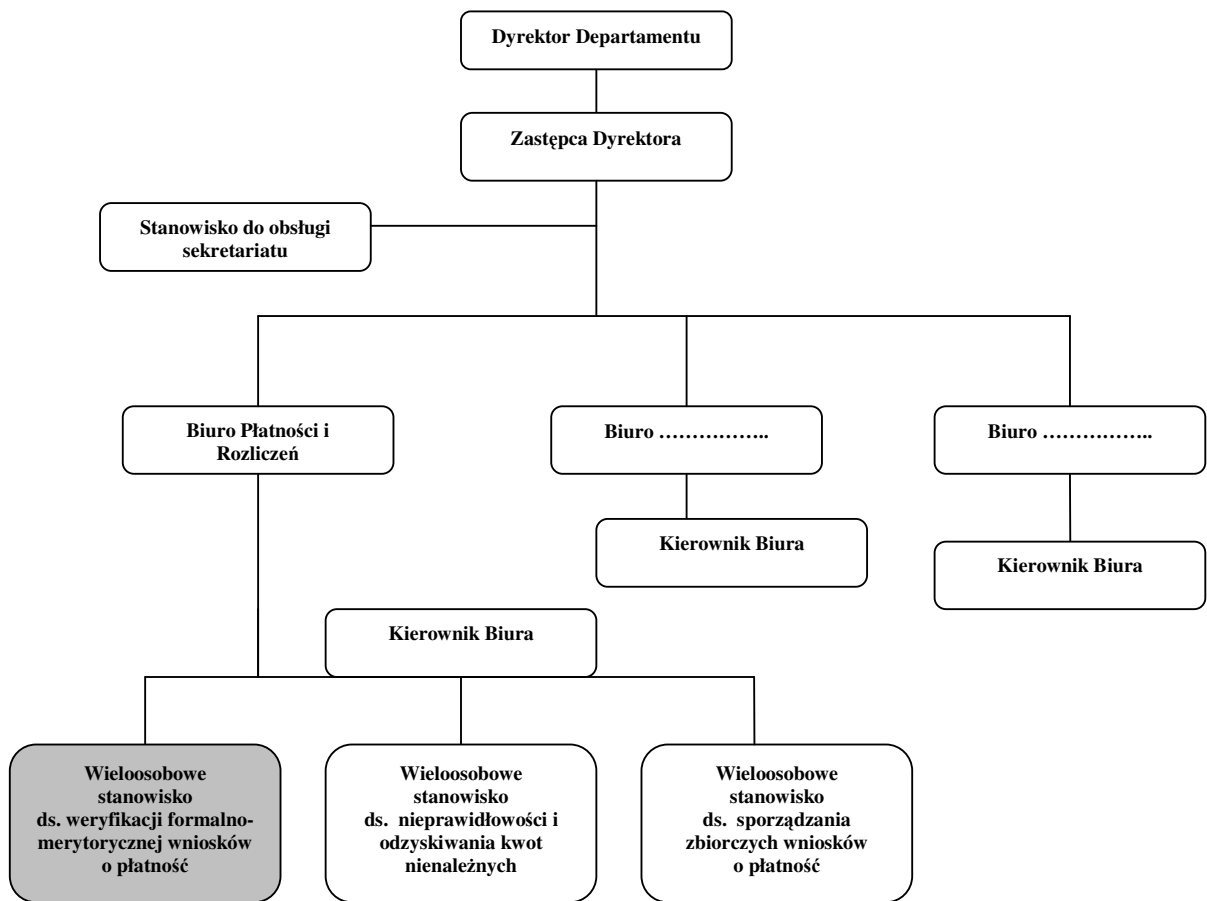 Dyrektor Departamentu
Zastępca Dyrektora
Stanowisko do obsługi
sekretariatu
Biuro Płatności i
Rozliczeń
Biuro ……………..
Biuro ……………..
Kierownik Biura
Kierownik Biura
Kierownik Biura
Wieloosobowe
stanowisko
ds. weryfikacji formalno-
merytorycznej wniosków
o płatność
Wieloosobowe
stanowisko
ds.  nieprawidłowości i
odzyskiwania kwot
nienależnych
Wieloosobowe
stanowisko
ds.  sporządzania
zbiorczych wniosków
o płatność